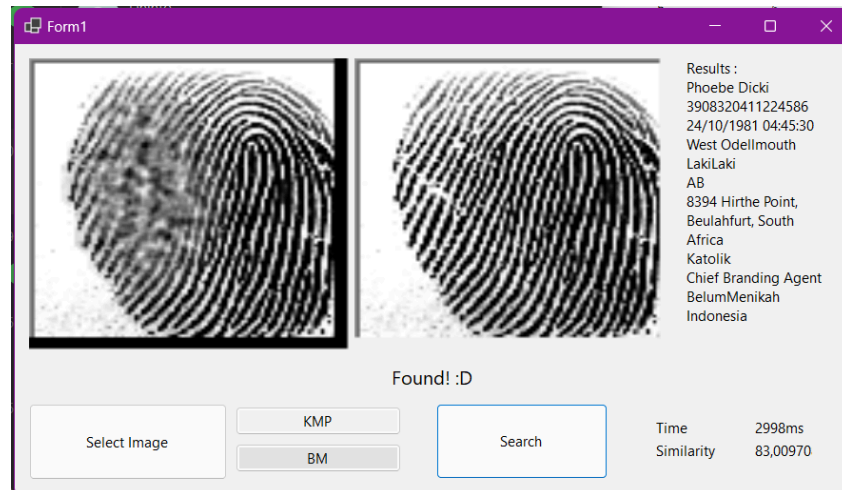 Form1
Results :
Phoebe Dicki
3908320411224586
24/10/1981 04:45:30
West Odellmouth
LakiLaki
AB
8394 Hirthe Point,
Beulahfurt, South
Africa
Katolik
Chief Branding Agent
BelumMenikah
Indonesia
Found! :D
Select Image
KMP
BM
Search
Time 2998ms
Similarity 83,00970